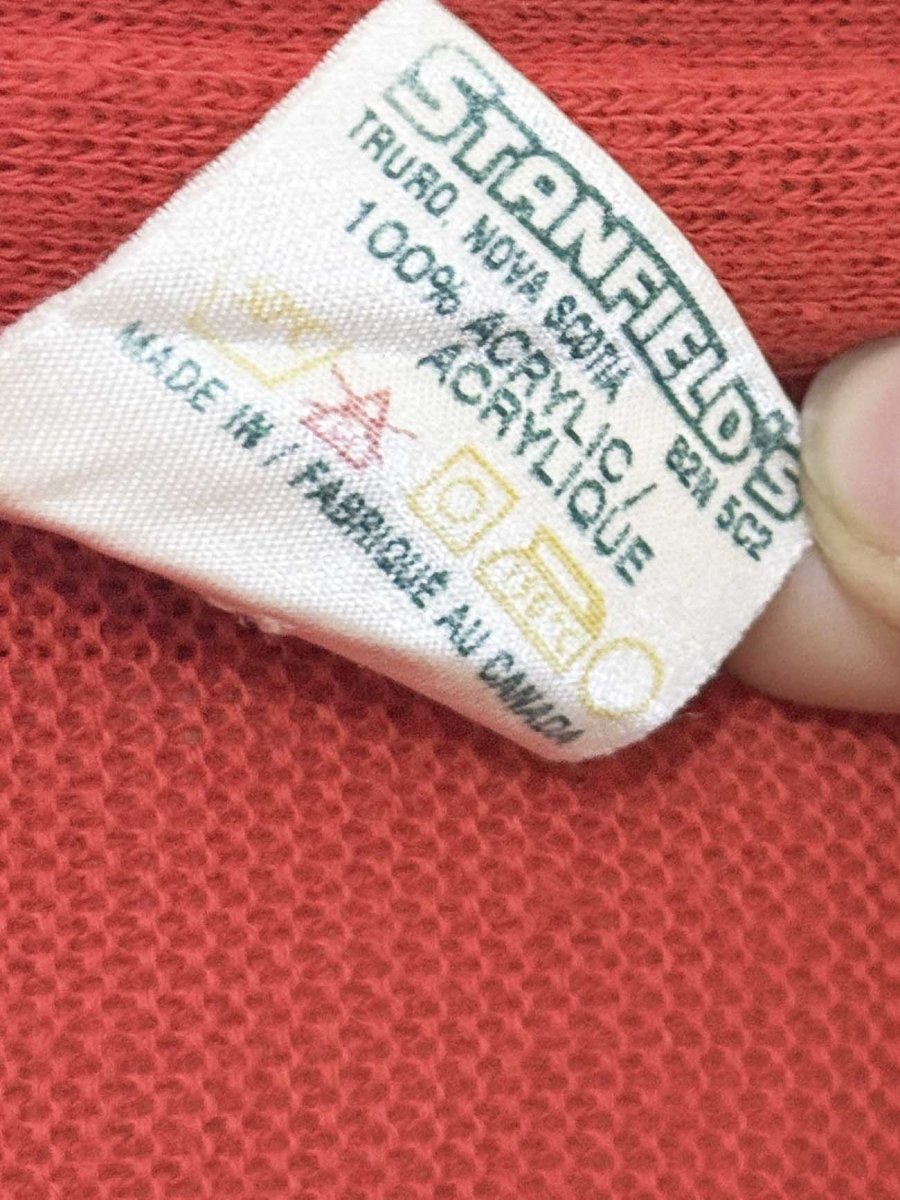 STANFIELD'S
TRURO, NOVA SCOTIA B2N 5C2
100% ACRYLIC /
ACRYLIQUE
MADE IN / FABRIQUÉ AU CANADA